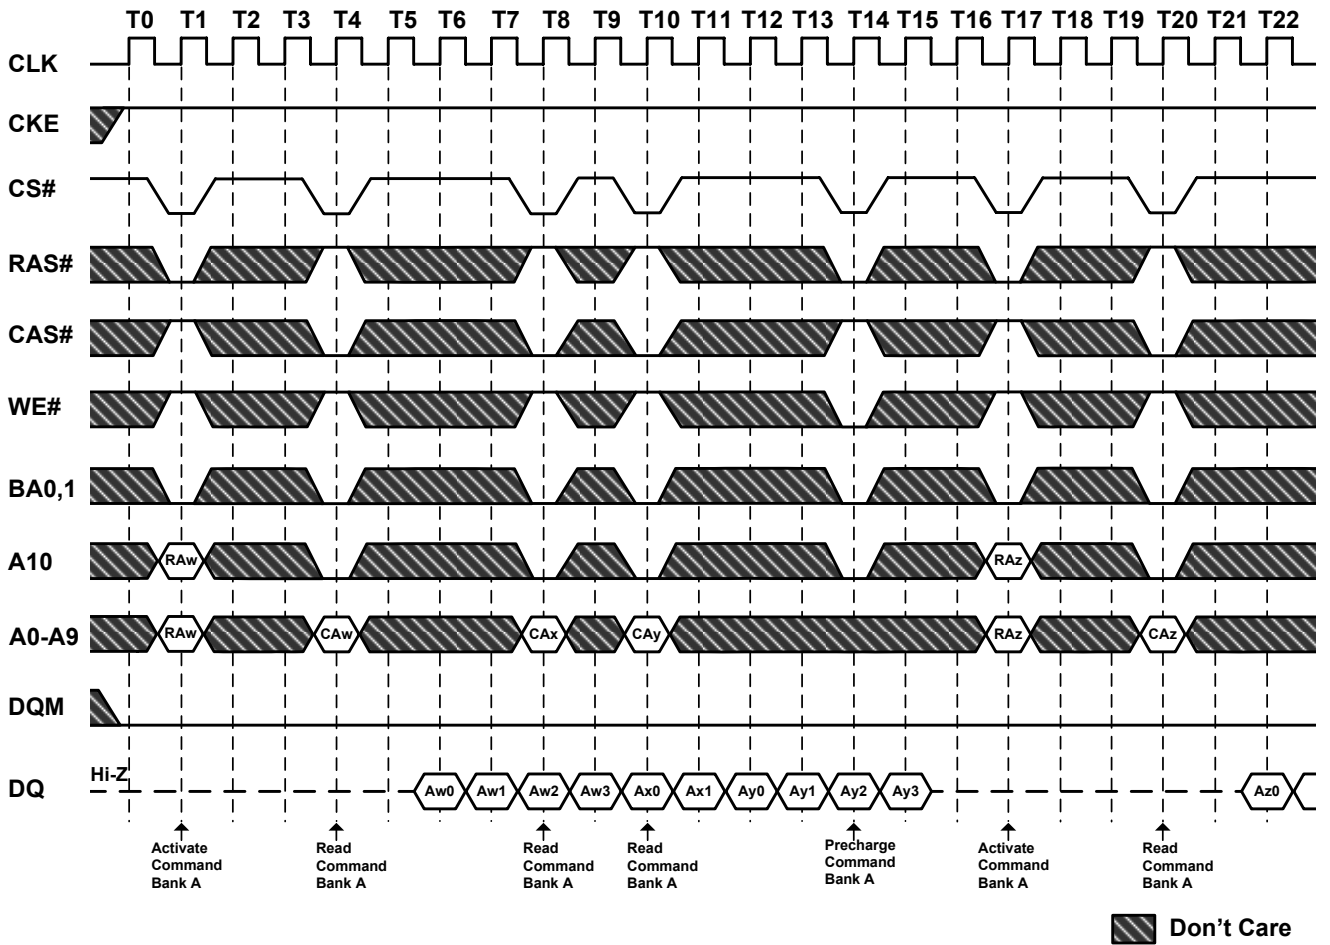 T0 T1 T2 T3 T4 T5 T6 T7 T8 T9 T10 T11 T12 T13 T14 T15 T16 T17 T18 T19 T20 T21 T22
CLK
CKE
CS#
RAS#
CAS#
WE#
BA0,1
A10 RAw RAz
A0-A9 RAw CAw CAx CAy RAz CAz
DQM
Hi-Z
DQ Aw0 Aw1 Aw2 Aw3 Ax0 Ax1 Ay0 Ay1 Ay2 Ay3 Az0
Activate
Command
Bank A
Read
Command
Bank A
Read
Command
Bank A
Read
Command
Bank A
Precharge
Command
Bank A
Activate
Command
Bank A
Read
Command
Bank A
Don't Care